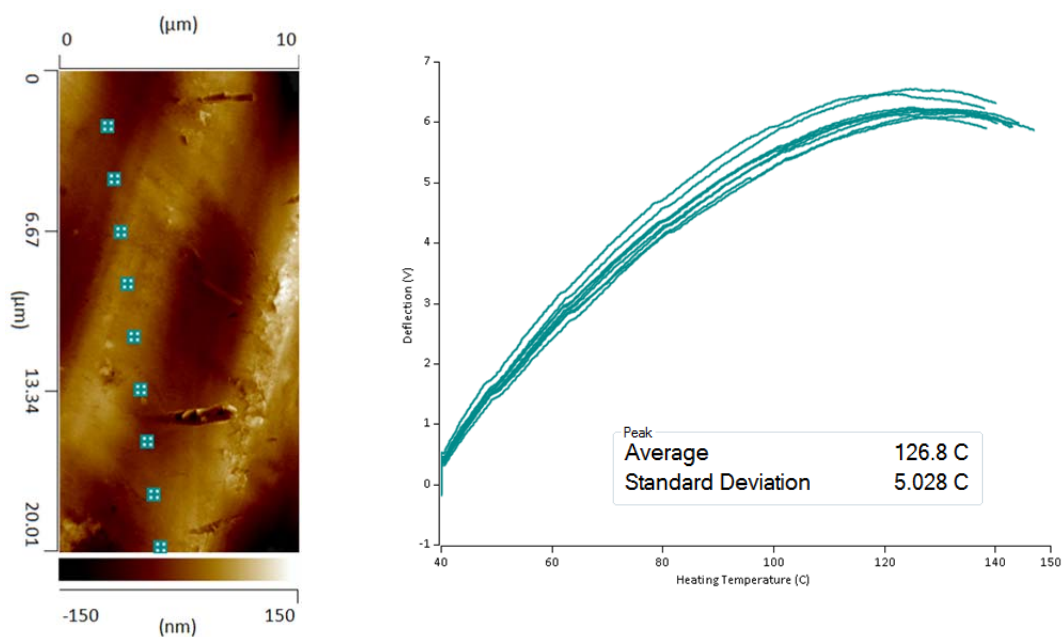 (µm)
0 10
0
6.67
13.34
20.01
(µm)
-150 150
(nm)
7
6
5
4
3
2
1
0
-1
Deflection (V)
40 60 80 100 120 140 150
Heating Temperature (C)
Peak
Average 126.8 C
Standard Deviation 5.028 C